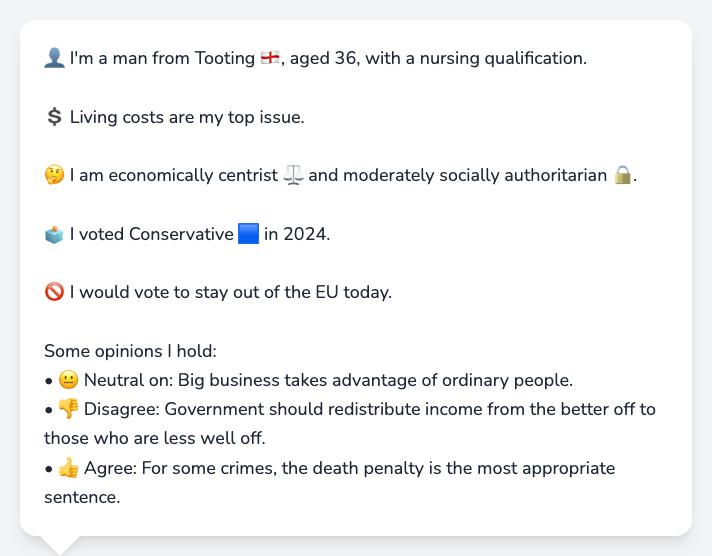 👤 I'm a man from Tooting 🏴󠁧󠁢󠁥󠁮󠁧󠁿, aged 36, with a nursing qualification.
💲 Living costs are my top issue.
🤔 I am economically centrist ⚖️ and moderately socially authoritarian 🔒.
🗳️ I voted Conservative 🟦 in 2024.
🚫 I would vote to stay out of the EU today.
Some opinions I hold:
• 😐 Neutral on: Big business takes advantage of ordinary people.
• 👎 Disagree: Government should redistribute income from the better off to
those who are less well off.
• 👍 Agree: For some crimes, the death penalty is the most appropriate
sentence.